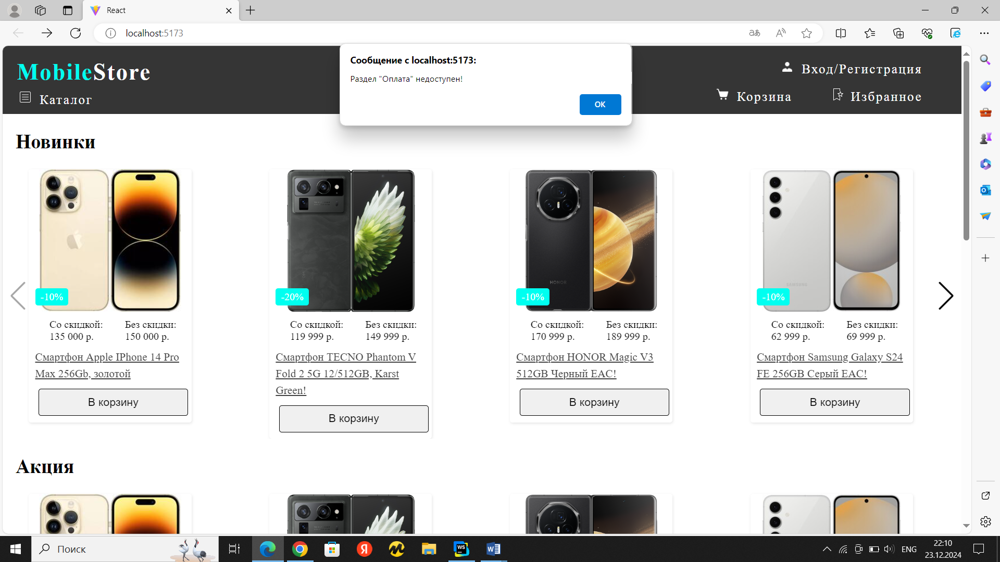 React
localhost:5173
Сообщение с localhost:5173:
Раздел "Оплата" недоступен!
OK
MobileStore
Каталог
Вход/Регистрация
Корзина
Избранное
Новинки
-10%
-20%
HONOR
-10%
SAMSUNG
-10%
Со скидкой: Без скидки:
135 000 р. 150 000 р.
Смартфон Apple IPhone 14 Pro
Max 256Gb, золотой
В корзину
Со скидкой: Без скидки:
119 999 р. 149 999 р.
Смартфон TECNO Phantom V
Fold 2 5G 12/512GB, Karst
Green!
В корзину
Со скидкой: Без скидки:
170 999 р. 189 999 р.
Смартфон HONOR Magic V3
512GB Черный EAC!
В корзину
Со скидкой: Без скидки:
62 999 р. 69 999 р.
Смартфон Samsung Galaxy S24
FE 256GB Серый EAC!
В корзину
Акция
Поиск
ENG
22:10
23.12.2024